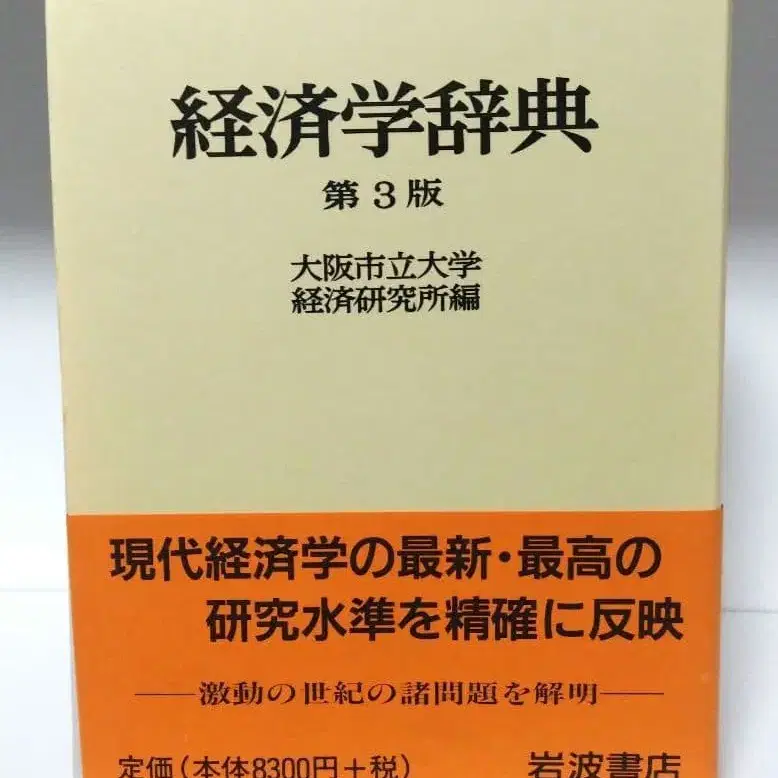 経済学辞典
第3版
大阪市立大学
経済研究所編
現代経済学の最新・最高の
研究水準を精確に反映
──激動の世紀の諸問題を解明──
定価(本体8300円+税) 岩波書店